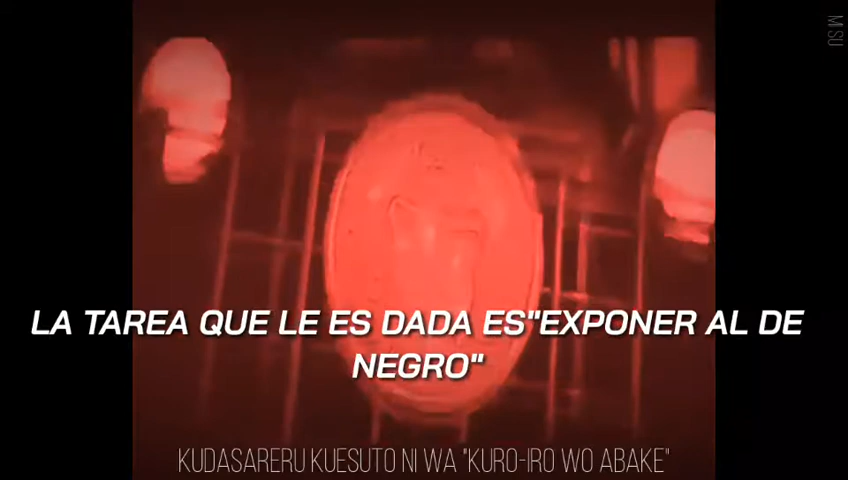 MISU
LA TAREA QUE LE ES DADA ES"EXPONER AL DE
NEGRO"
KUDASARERU KUESUTO NI WA "KURO-IRO WO ABAKE"